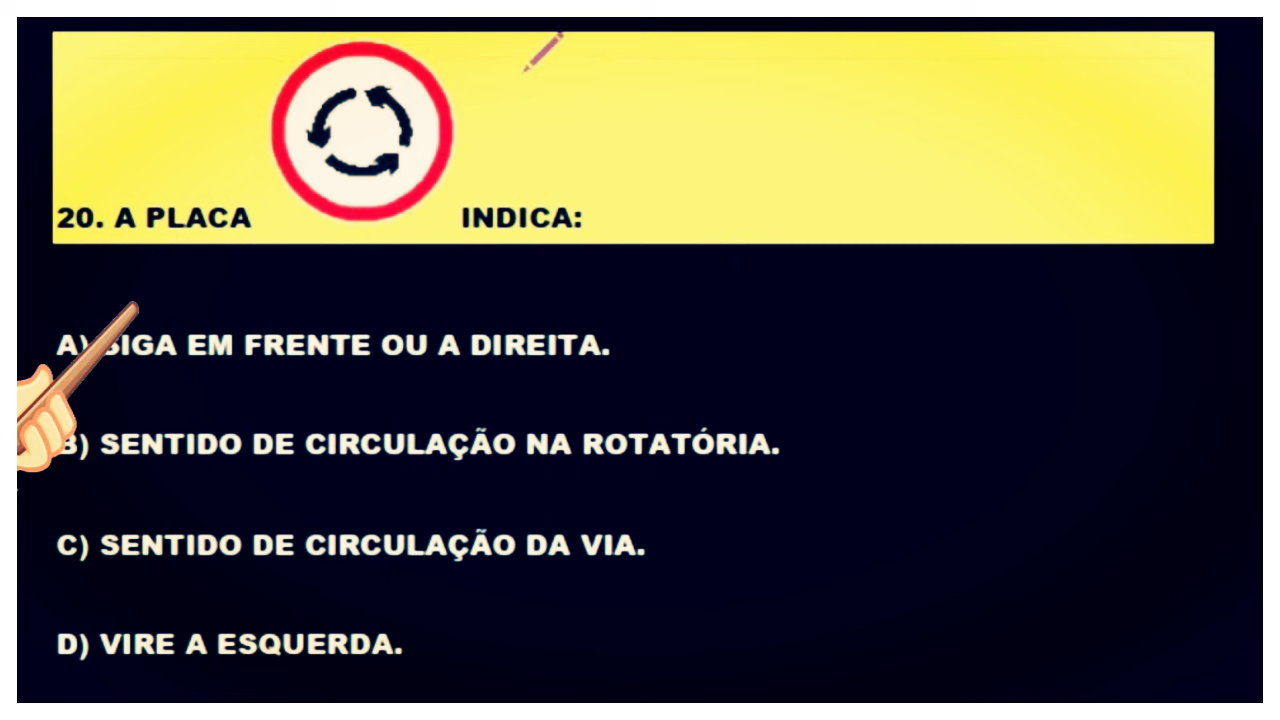 20. A PLACA INDICA:
A) SIGA EM FRENTE OU A DIREITA.
B) SENTIDO DE CIRCULAÇÃO NA ROTATÓRIA.
C) SENTIDO DE CIRCULAÇÃO DA VIA.
D) VIRE A ESQUERDA.